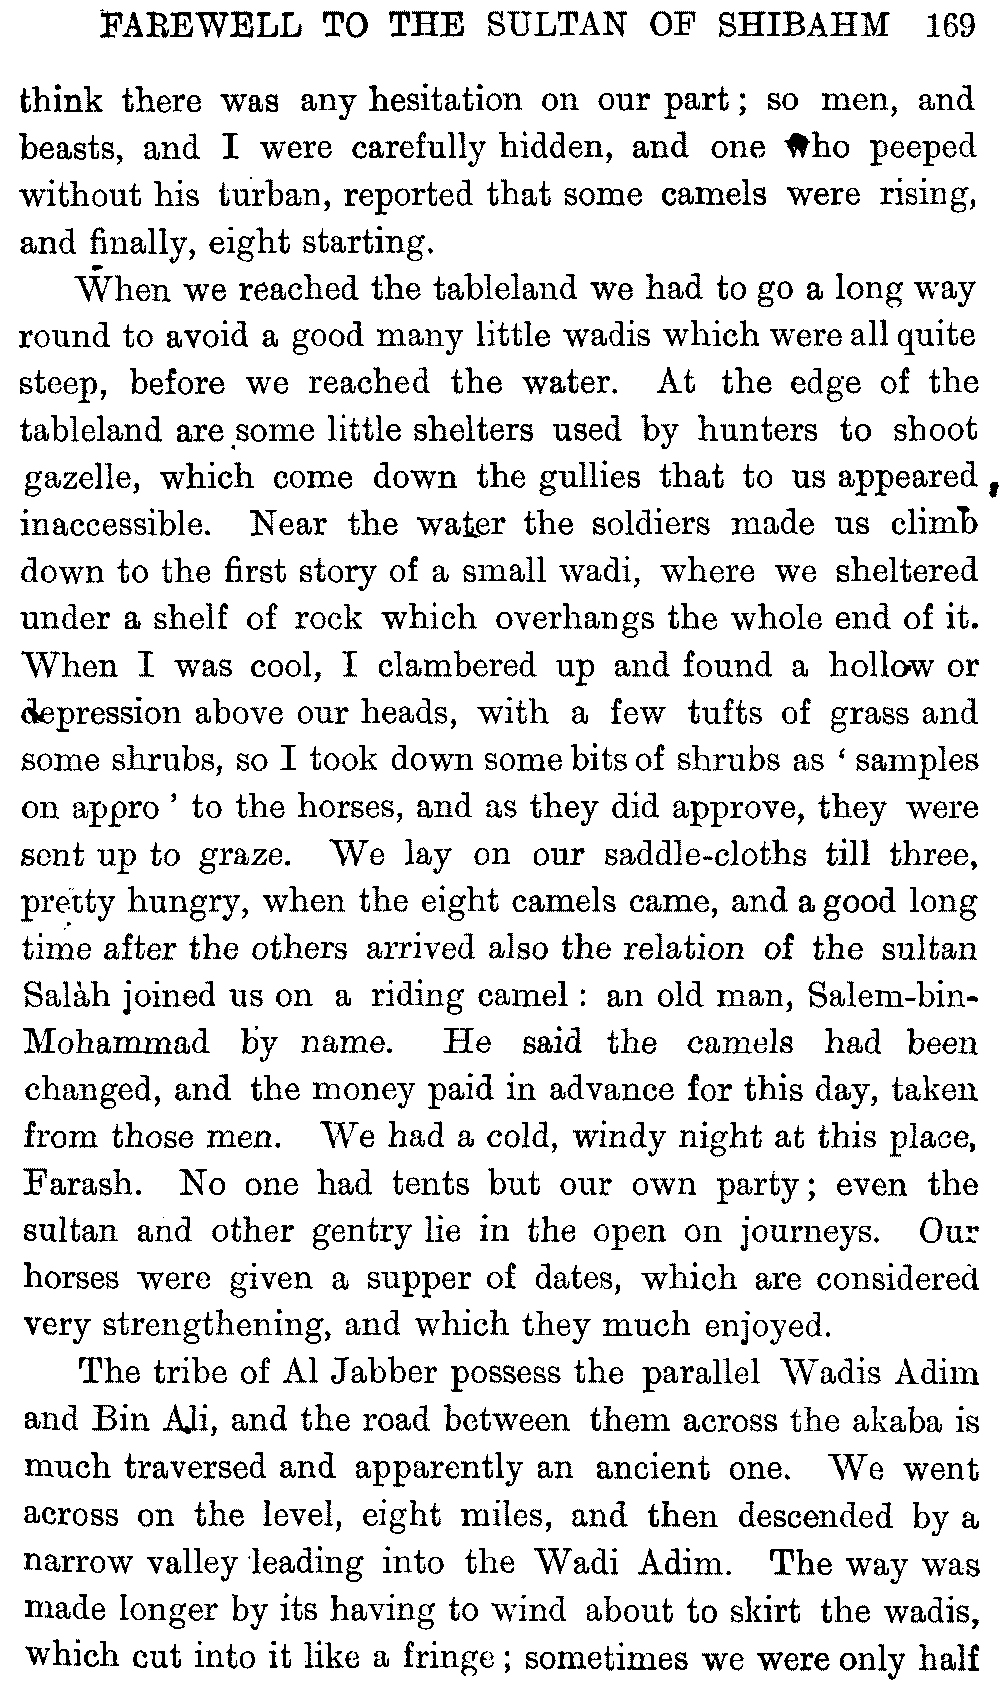 FAREWELL TO THE SULTAN OF SHIBAHM 169
think there was any hesitation on our part; so men, and
beasts, and I were carefully hidden, and one who peeped
without his turban, reported that some camels were rising,
and finally, eight starting.
When we reached the tableland we had to go a long way
round to avoid a good many little wadis which were all quite
steep, before we reached the water. At the edge of the
tableland are some little shelters used by hunters to shoot
gazelle, which come down the gullies that to us appeared,
inaccessible. Near the water the soldiers made us climb
down to the first story of a small wadi, where we sheltered
under a shelf of rock which overhangs the whole end of it.
When I was cool, I clambered up and found a hollow or
depression above our heads, with a few tufts of grass and
some shrubs, so I took down some bits of shrubs as ‘ samples
on appro ’ to the horses, and as they did approve, they were
sent up to graze. We lay on our saddle-cloths till three,
pretty hungry, when the eight camels came, and a good long
time after the others arrived also the relation of the sultan
Salàh joined us on a riding camel: an old man, Salem-bin-
Mohammad by name. He said the camels had been
changed, and the money paid in advance for this day, taken
from those men. We had a cold, windy night at this place,
Farash. No one had tents but our own party; even the
sultan and other gentry lie in the open on journeys. Our
horses were given a supper of dates, which are considered
very strengthening, and which they much enjoyed.
The tribe of Al Jabber possess the parallel Wadis Adim
and Bin Ali, and the road between them across the akaba is
much traversed and apparently an ancient one. We went
across on the level, eight miles, and then descended by a
narrow valley leading into the Wadi Adim. The way was
made longer by its having to wind about to skirt the wadis,
which cut into it like a fringe; sometimes we were only half